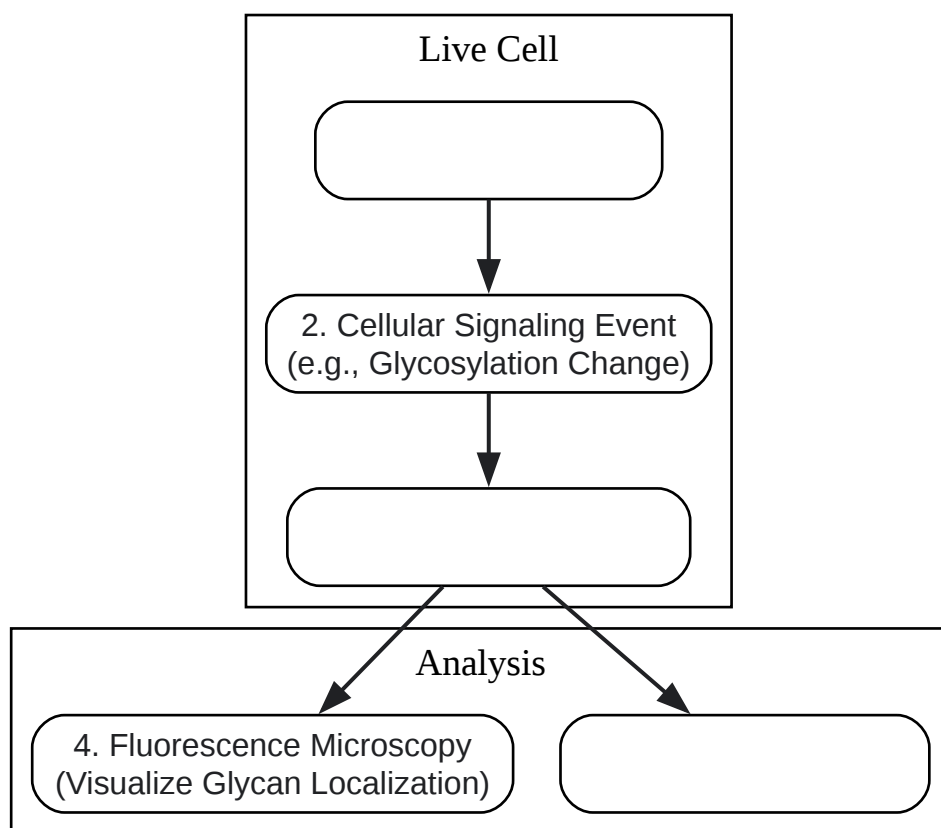 Live Cell
2. Cellular Signaling Event
(e.g., Glycosylation Change)
Analysis
4. Fluorescence Microscopy
(Visualize Glycan Localization)